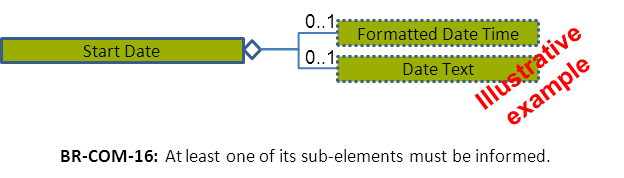 0..1
Formatted Date Time
Start Date
0..1
Date Text
Illustrative
example
BR-COM-16: At least one of its sub-elements must be informed.